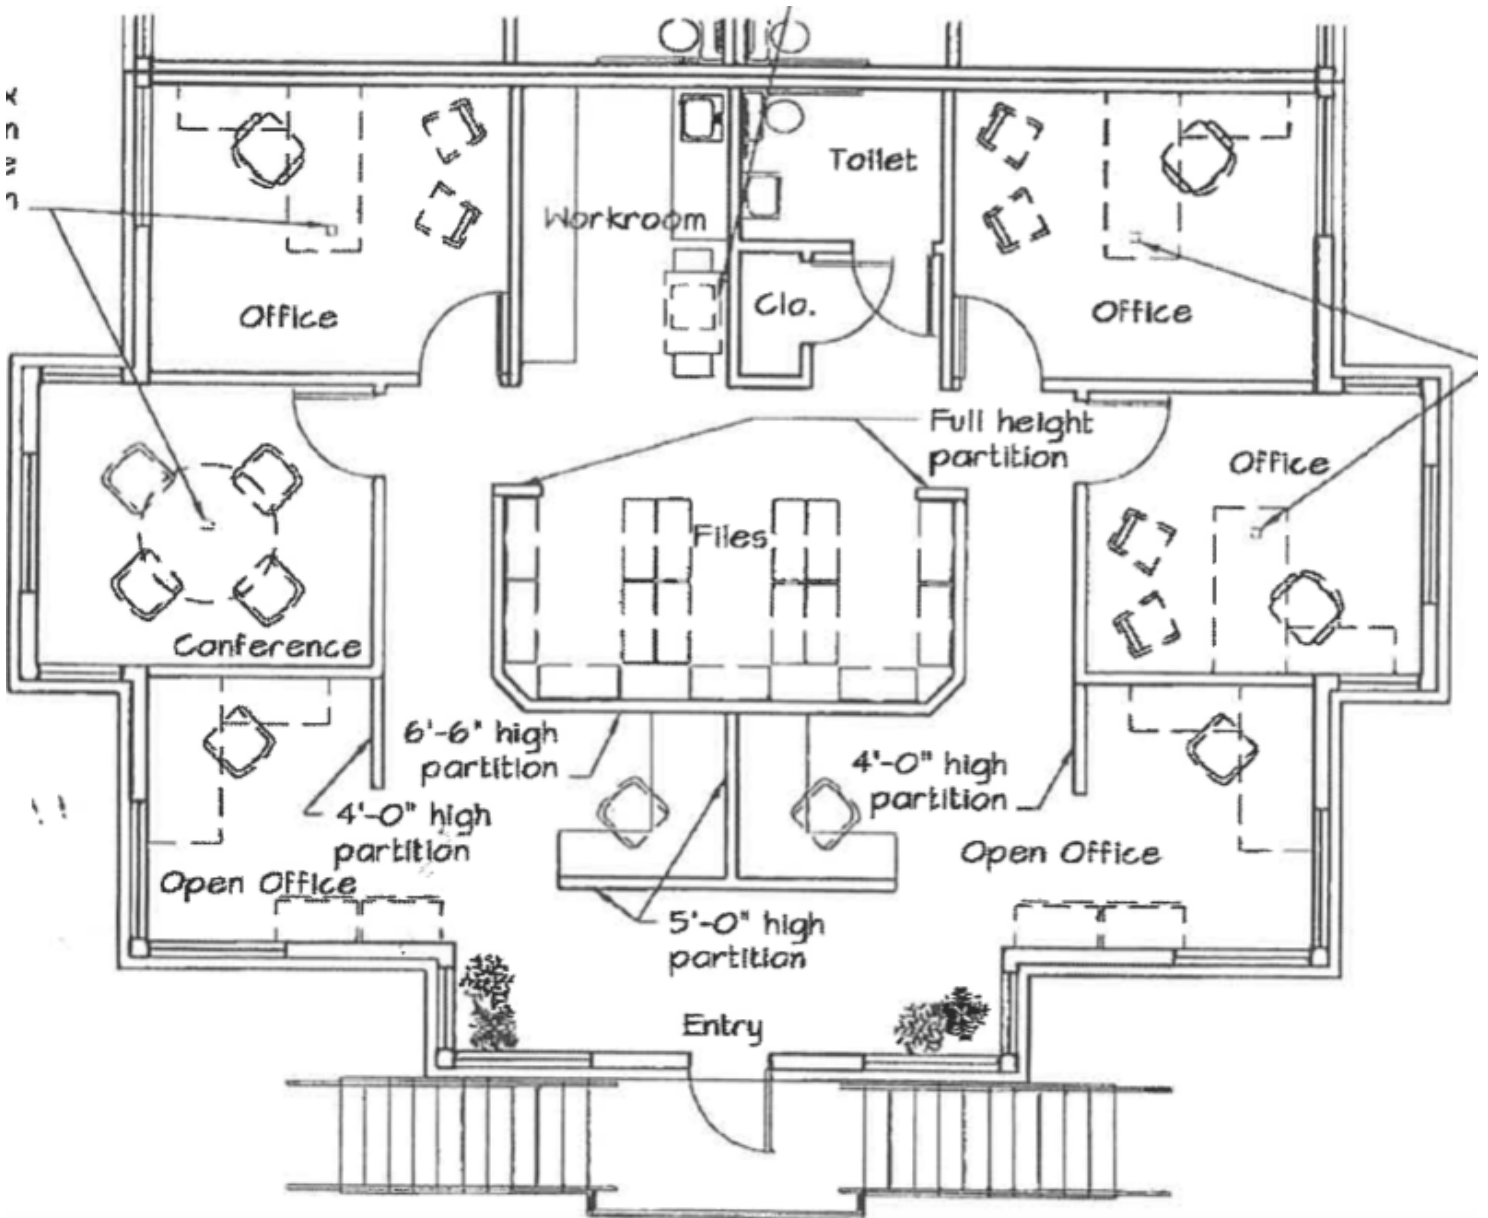 Toilet
Workroom
Office
Clo.
Office
Full height
partition
Office
Files
Conference
6'-6" high
partition
4'-0" high
partition
4'-0" high
partition
Open Office
Open Office
5'-0" high
partition
Entry